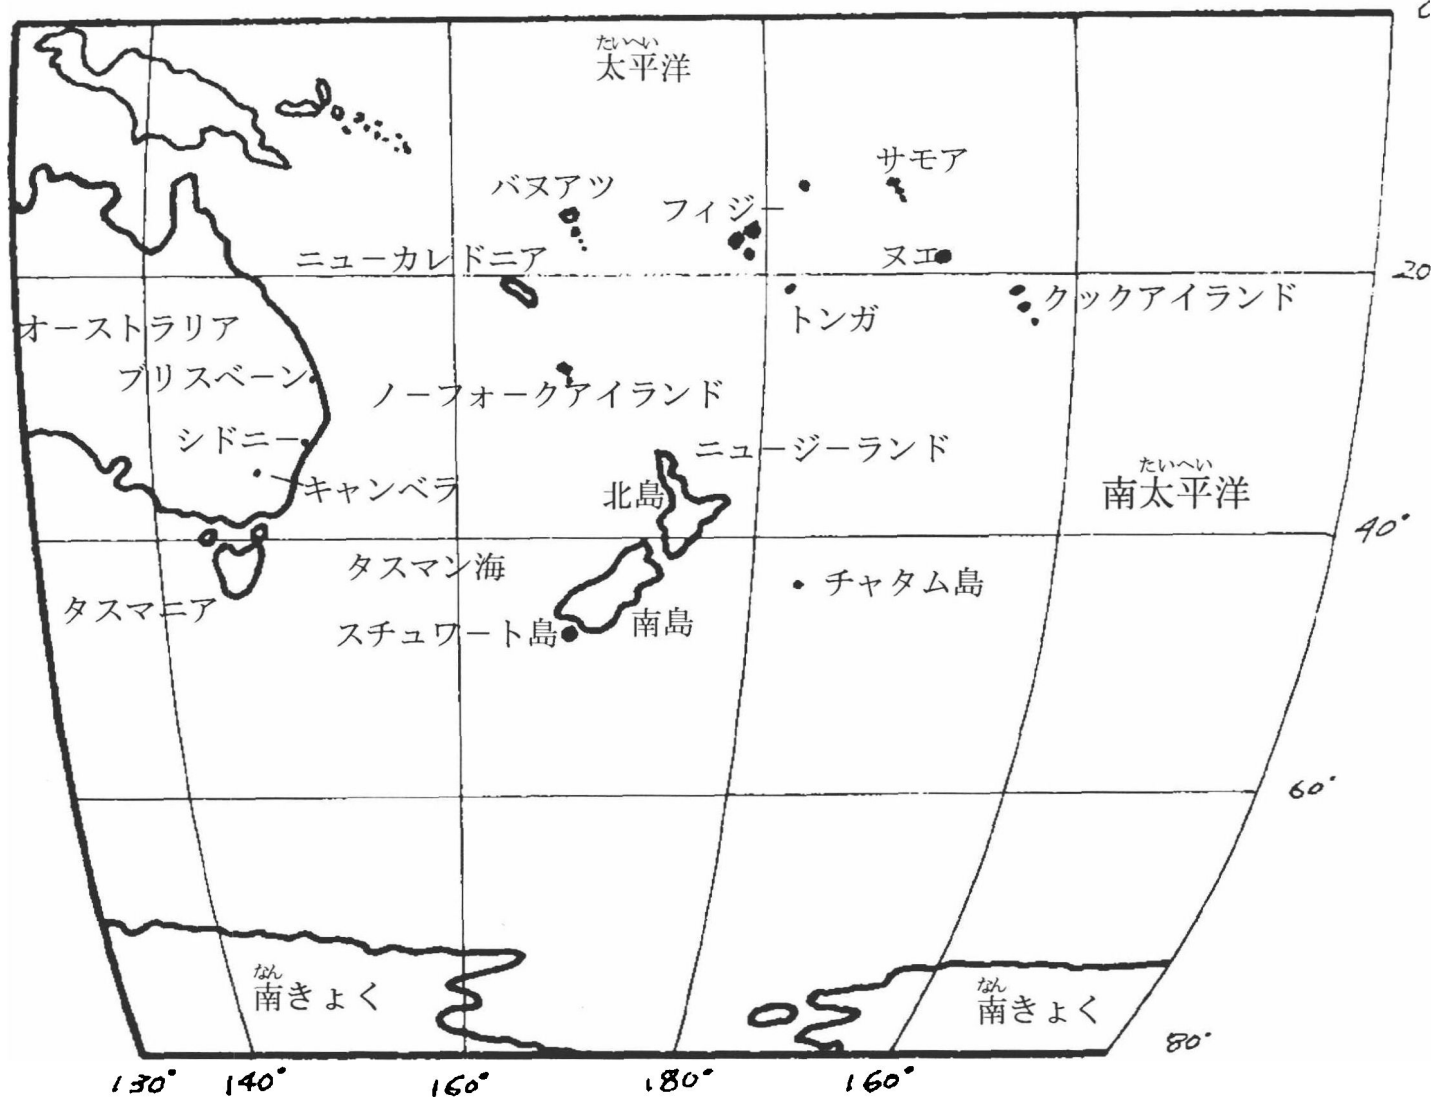 たいへい
太平洋
サモア
バヌアツ
フィジー
ニューカレドニア
ヌエ
20
クックアイランド
トンガ
オーストラリア
ブリスベーン
ノーフォークアイランド
シドニー
ニュージーランド
キャンベラ
北島
たいへい
南太平洋
40°
タスマン海
チャタム島
タスマニア
南島
スチュワート島
60°
なん
南きょく
なん
南きょく
80°
130° 140° 160° 180° 160°